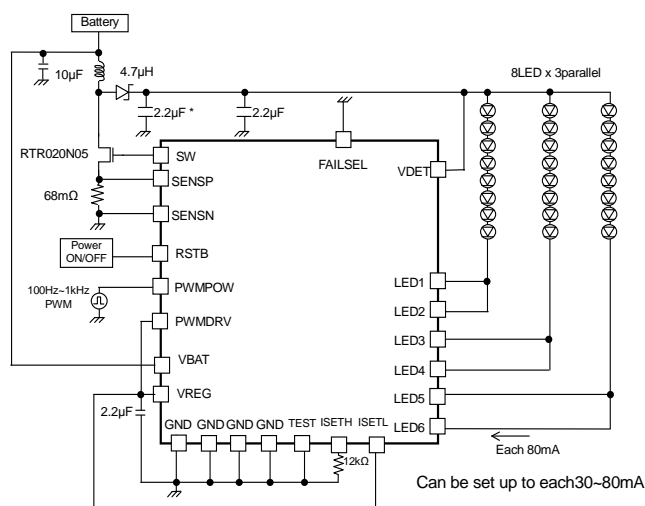 Battery
10µF
4.7µH
8LED x 3parallel
2.2µF *
2.2µF
RTR020N05
SW
FAILSEL
VDET
SENSP
68mΩ
SENSN
Power
ON/OFF
RSTB
LED1
100Hz~1kHz
PWM
PWMPOW
LED2
PWMDRV
LED3
VBAT
LED4
VREG
LED5
2.2µF
GND GND GND GND TEST ISETH ISETL
LED6
Each 80mA
12kΩ
Can be set up to each30~80mA